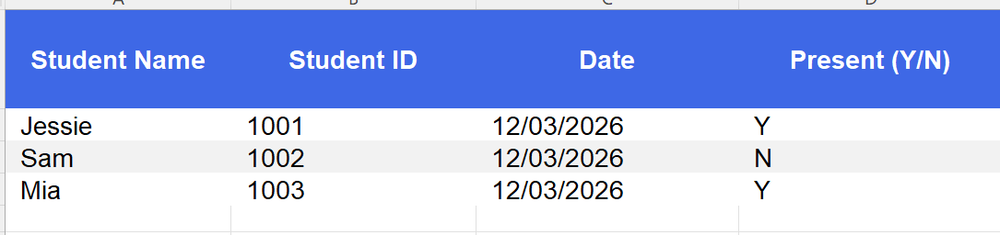 A B C D
Student Name Student ID Date Present (Y/N)
Jessie 1001 12/03/2026 Y
Sam 1002 12/03/2026 N
Mia 1003 12/03/2026 Y